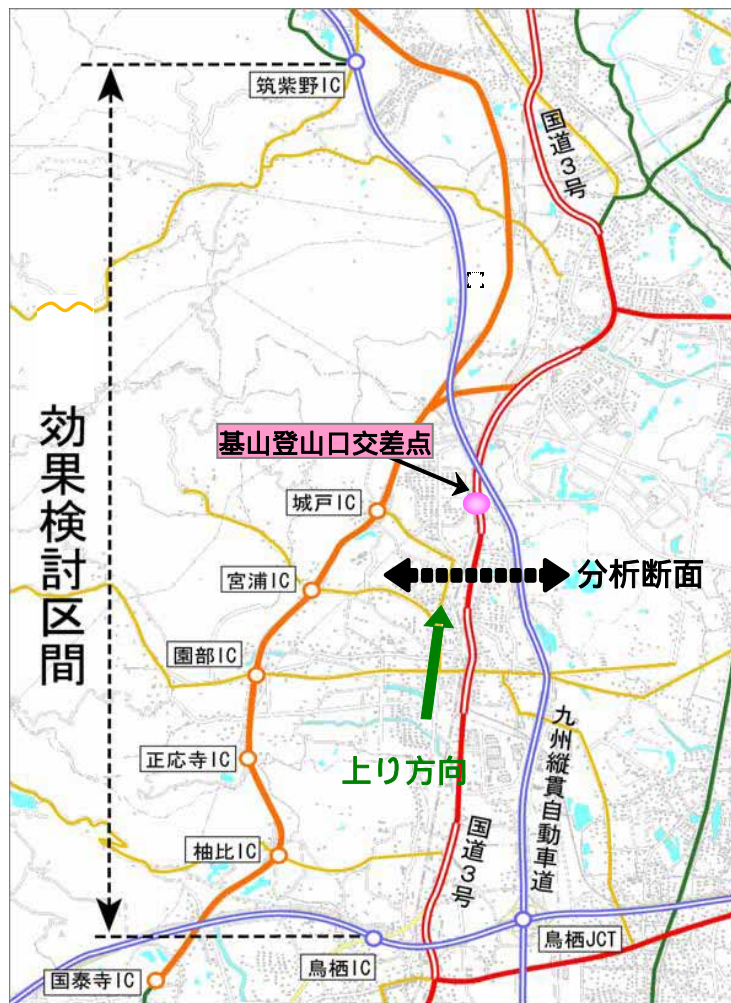 筑紫野IC
国道3号
効果検討区間
基山登山口交差点
城戸IC
分析断面
宮浦IC
園部IC
上り方向
正応寺IC
九州縦貫自動車道
国道3号
柚比IC
鳥栖JCT
鳥栖IC
国泰寺IC